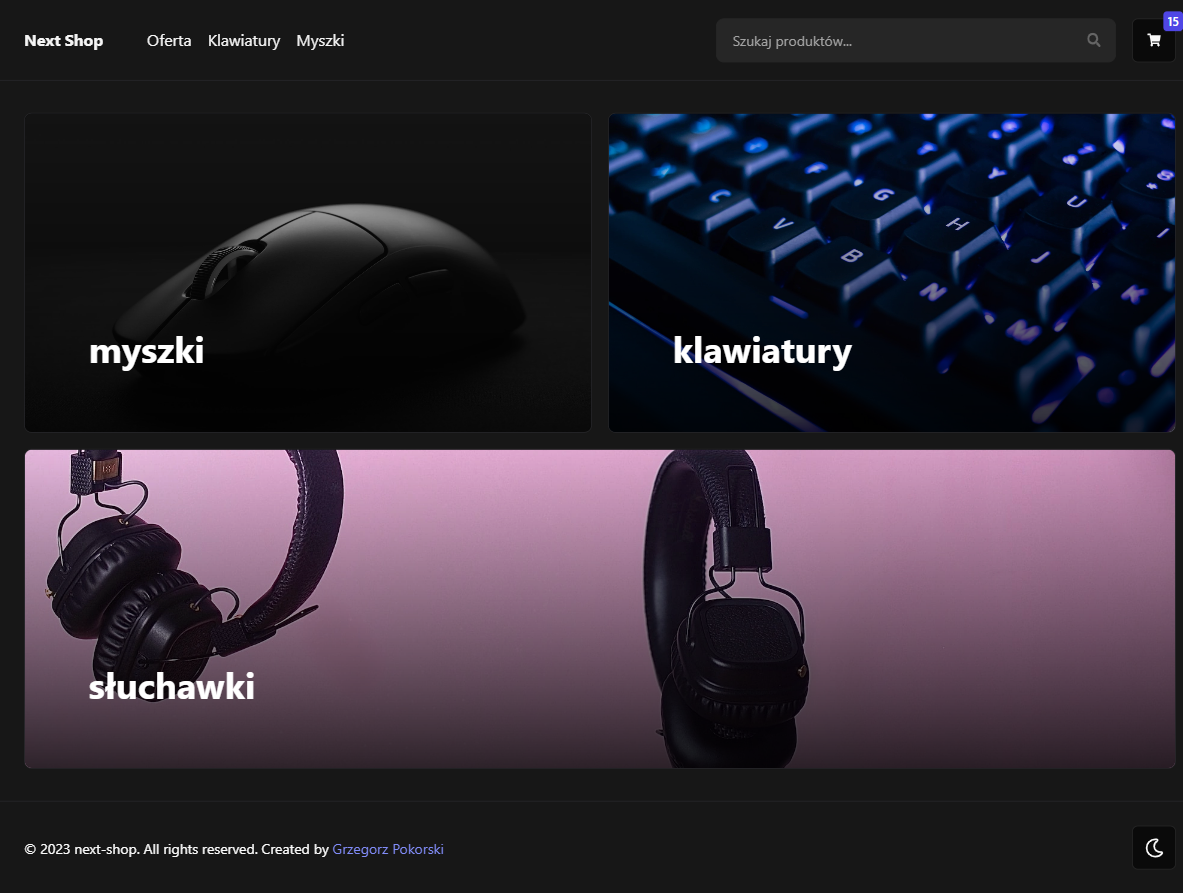 Next Shop
Oferta Klawiatury Myszki
Szukaj produktów...
15
myszki
klawiatury
F
C G Y
V H U
B J I
N K
M
słuchawki
© 2023 next-shop. All rights reserved. Created by Grzegorz Pokorski